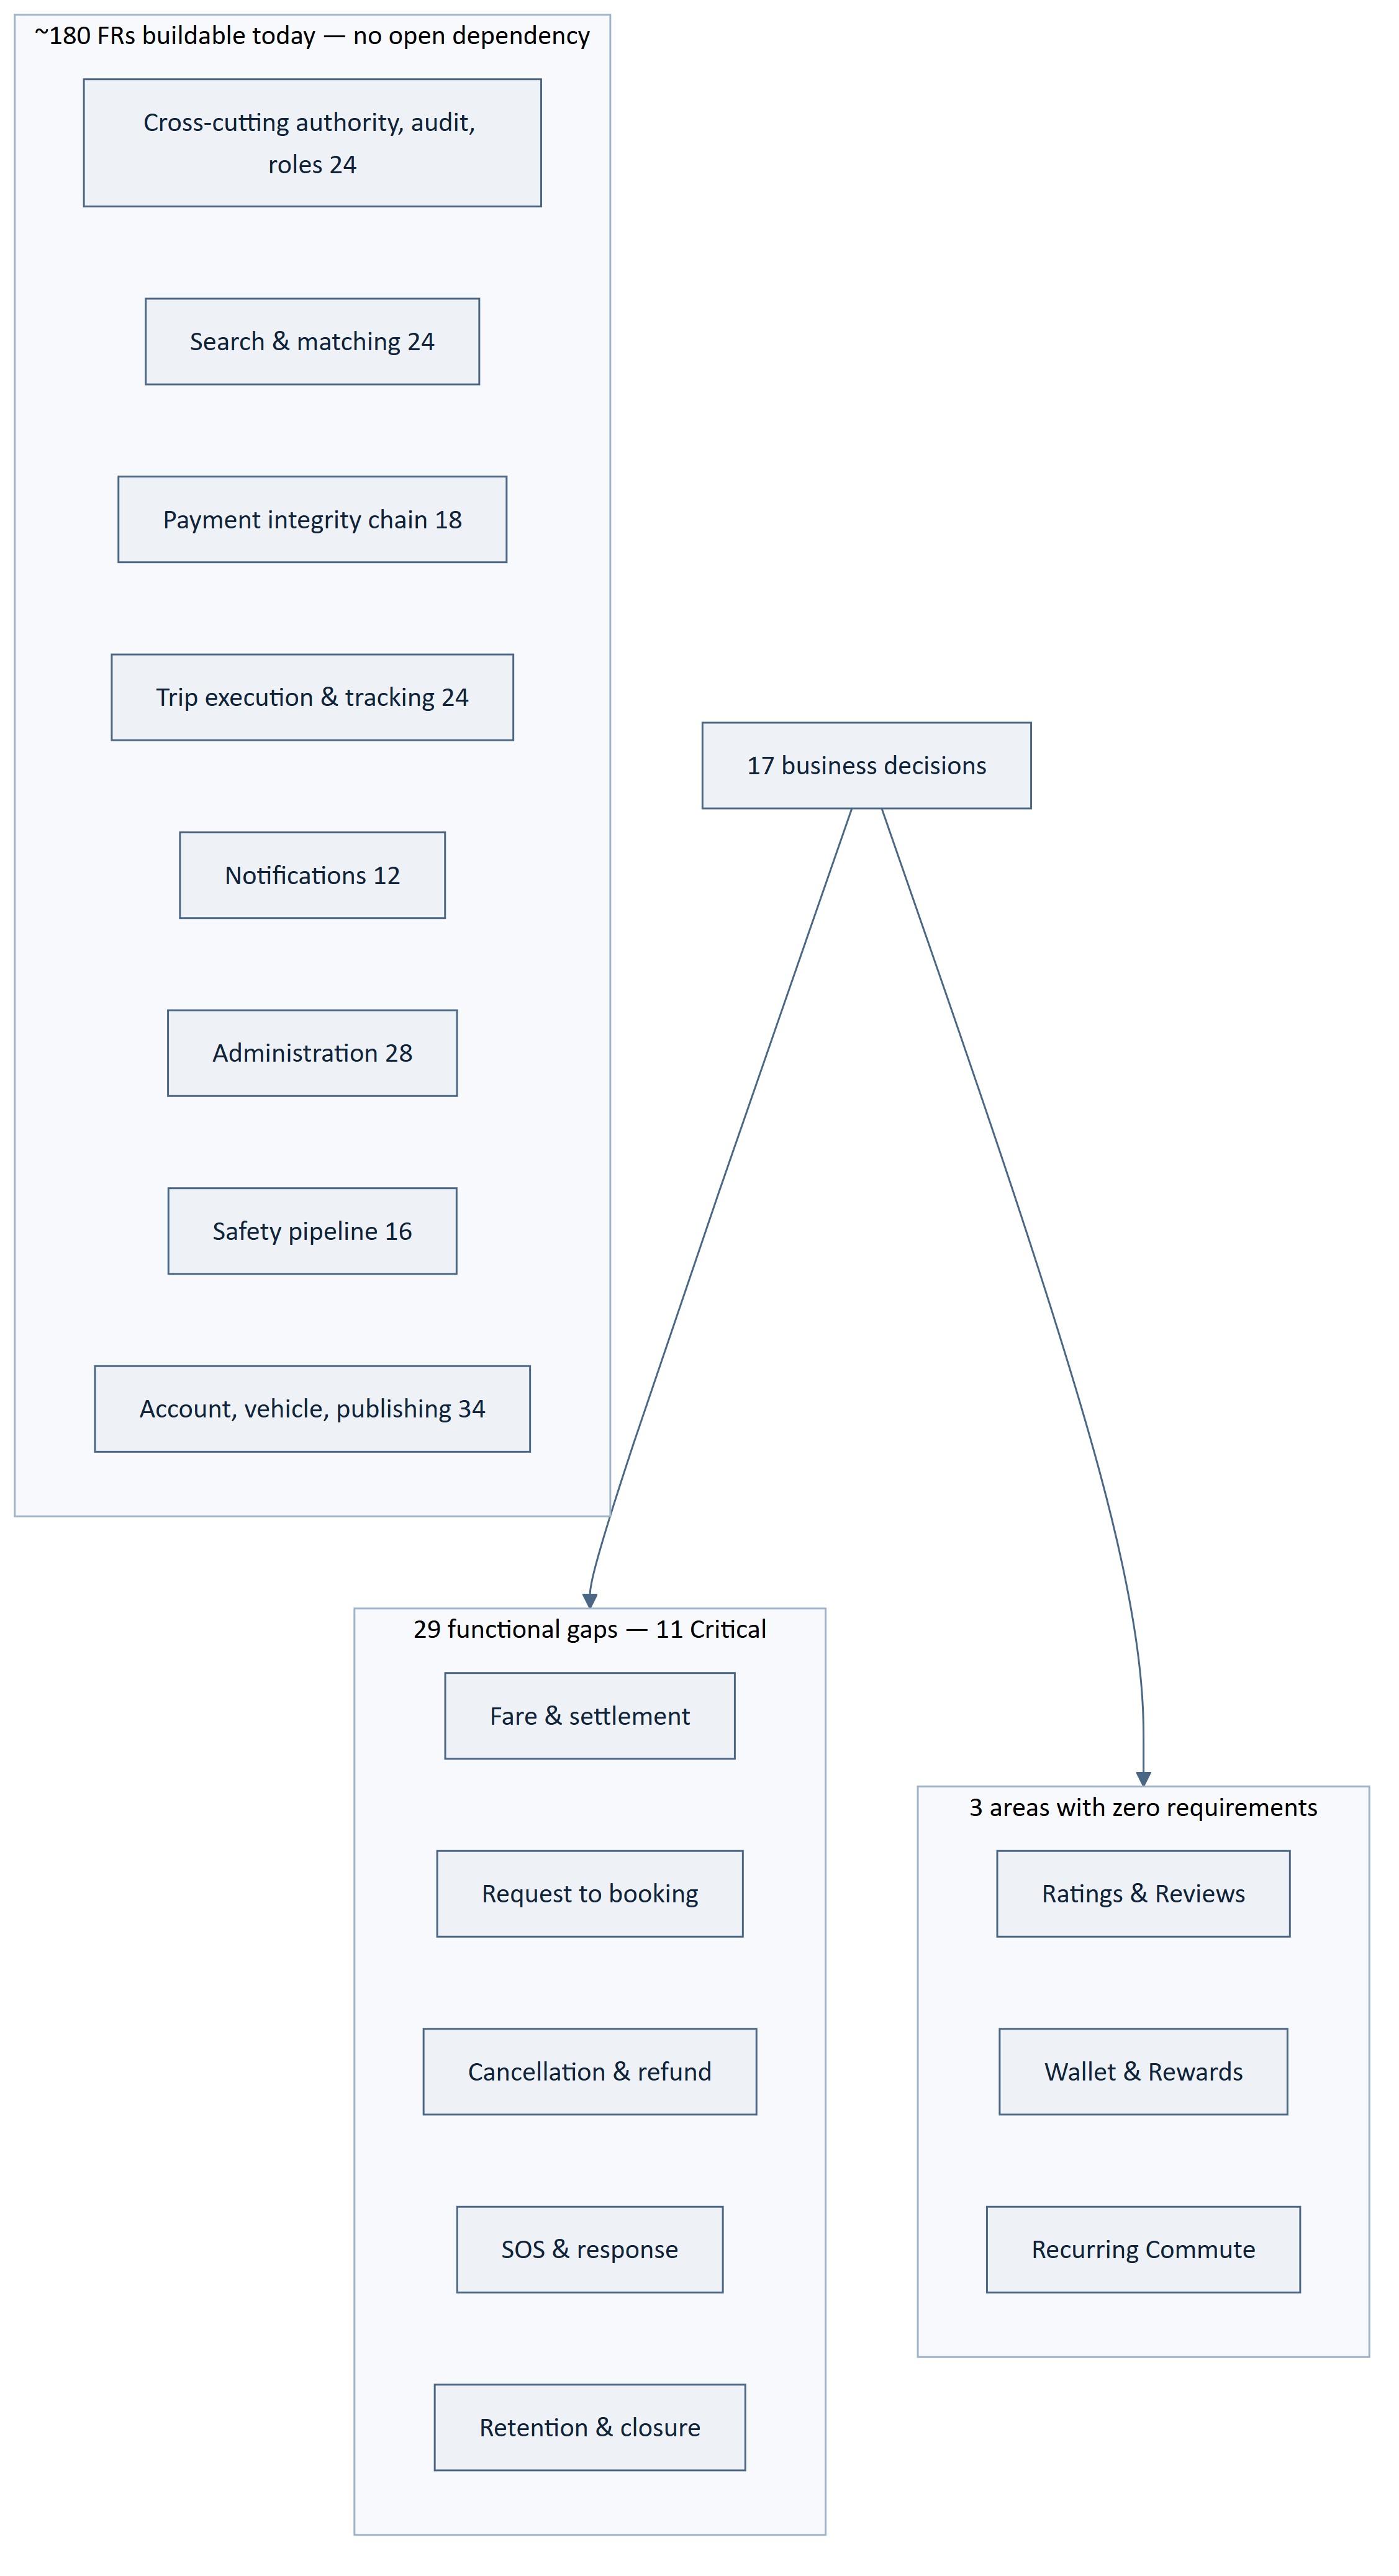 ~180 FRs buildable today — no open dependency
Cross-cutting authority, audit,
roles 24
Search & matching 24
Payment integrity chain 18
Trip execution & tracking 24
17 business decisions
Notifications 12
Administration 28
Safety pipeline 16
Account, vehicle, publishing 34
29 functional gaps — 11 Critical
Fare & settlement
Request to booking
Cancellation & refund
SOS & response
Retention & closure
3 areas with zero requirements
Ratings & Reviews
Wallet & Rewards
Recurring Commute